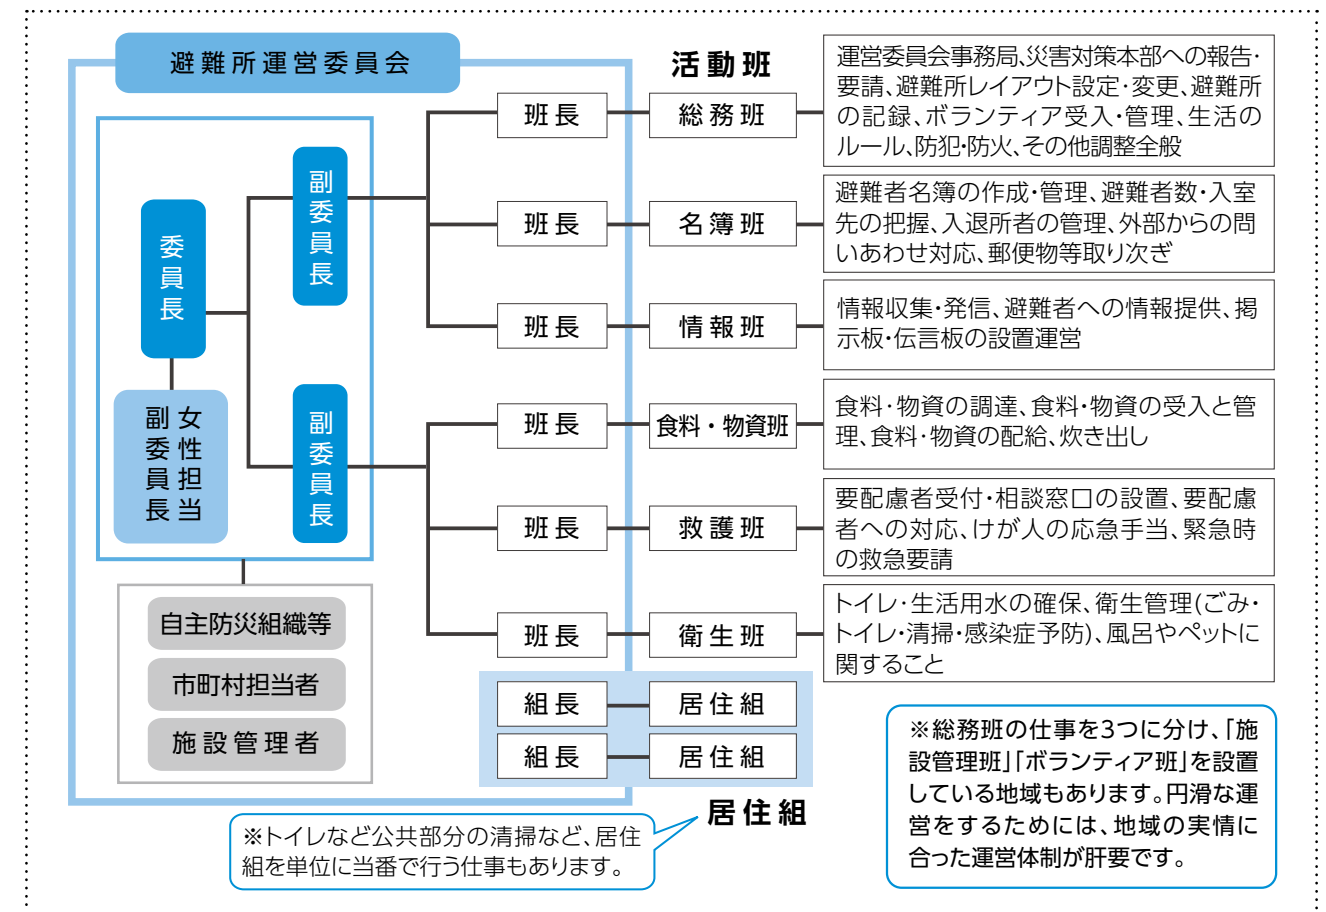 避難所運営委員会
委員長
女性担当
副委員長
副委員長
副委員長
自主防災組織等
市町村担当者
施設管理者
活動班
班長
総務班
運営委員会事務局、災害対策本部への報告・
要請、避難所レイアウト設定・変更、避難所
の記録、ボランティア受入・管理、生活の
ルール、防犯・防火、その他調整全般
班長
名簿班
避難者名簿の作成・管理、避難者数・入室
先の把握、入退所者の管理、外部からの問
いあわせ対応、郵便物等取り次ぎ
班長
情報班
情報収集・発信、避難者への情報提供、掲
示板・伝言板の設置運営
班長
食料・物資班
食料・物資の調達、食料・物資の受入と管
理、食料・物資の配給、炊き出し
班長
救護班
要配慮者受付・相談窓口の設置、要配慮
者への対応、けが人の応急手当、緊急時
の救急要請
班長
衛生班
トイレ・生活用水の確保、衛生管理(ごみ・
トイレ・清掃・感染症予防)、風呂やペットに
関すること
組長
居住組
組長
居住組
居住組
※トイレなど公共部分の清掃など、居住
組を単位に当番で行う仕事もあります。
※総務班の仕事を3つに分け、「施
設管理班」「ボランティア班」を設置
している地域もあります。円滑な運
営をするためには、地域の実情に
合った運営体制が肝要です。